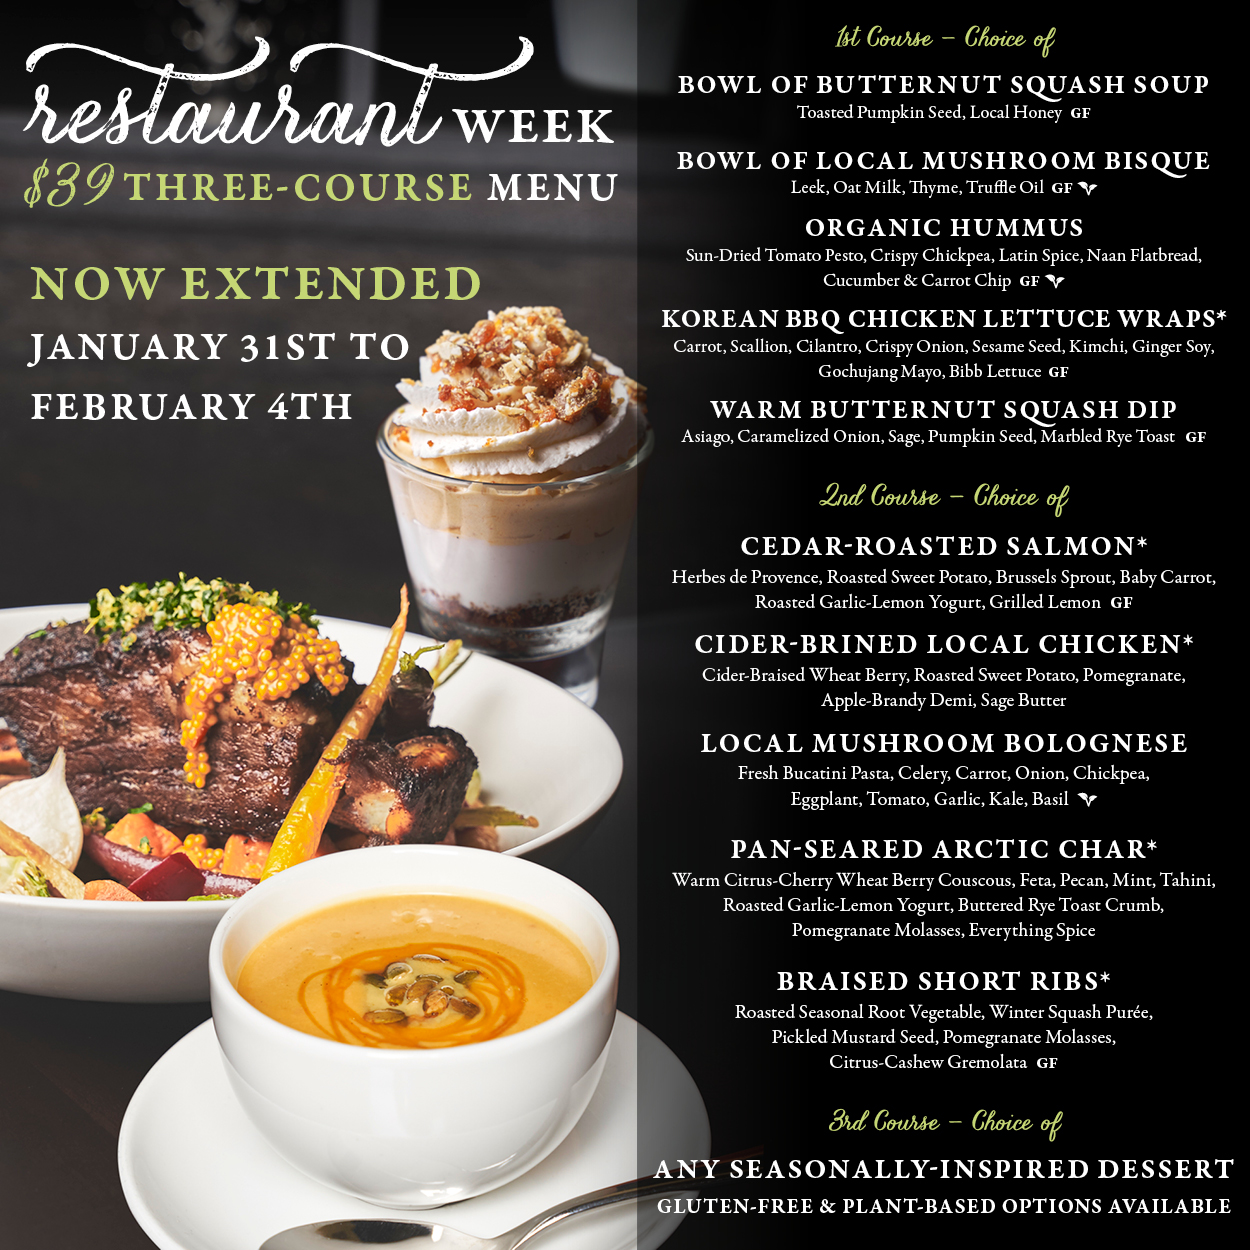 restaurant WEEK
$39 THREE-COURSE MENU
NOW EXTENDED
JANUARY 31ST TO
FEBRUARY 4TH
1st Course – Choice of
BOWL OF BUTTERNUT SQUASH SOUP
Toasted Pumpkin Seed, Local Honey GF
BOWL OF LOCAL MUSHROOM BISQUE
Leek, Oat Milk, Thyme, Truffle Oil GF
ORGANIC HUMMUS
Sun-Dried Tomato Pesto, Crispy Chickpea, Latin Spice, Naan Flatbread,
Cucumber & Carrot Chip GF
KOREAN BBQ CHICKEN LETTUCE WRAPS*
Carrot, Scallion, Cilantro, Crispy Onion, Sesame Seed, Kimchi, Ginger Soy,
Gochujang Mayo, Bibb Lettuce GF
WARM BUTTERNUT SQUASH DIP
Asiago, Caramelized Onion, Sage, Pumpkin Seed, Marbled Rye Toast GF
2nd Course – Choice of
CEDAR-ROASTED SALMON*
Herbes de Provence, Roasted Sweet Potato, Brussels Sprout, Baby Carrot,
Roasted Garlic-Lemon Yogurt, Grilled Lemon GF
CIDER-BRINED LOCAL CHICKEN*
Cider-Braised Wheat Berry, Roasted Sweet Potato, Pomegranate,
Apple-Brandy Demi, Sage Butter
LOCAL MUSHROOM BOLOGNESE
Fresh Bucatini Pasta, Celery, Carrot, Onion, Chickpea,
Eggplant, Tomato, Garlic, Kale, Basil
PAN-SEARED ARCTIC CHAR*
Warm Citrus-Cherry Wheat Berry Couscous, Feta, Pecan, Mint, Tahini,
Roasted Garlic-Lemon Yogurt, Buttered Rye Toast Crumb,
Pomegranate Molasses, Everything Spice
BRAISED SHORT RIBS*
Roasted Seasonal Root Vegetable, Winter Squash Purée,
Pickled Mustard Seed, Pomegranate Molasses,
Citrus-Cashew Gremolata GF
3rd Course – Choice of
ANY SEASONALLY-INSPIRED DESSERT
GLUTEN-FREE & PLANT-BASED OPTIONS AVAILABLE